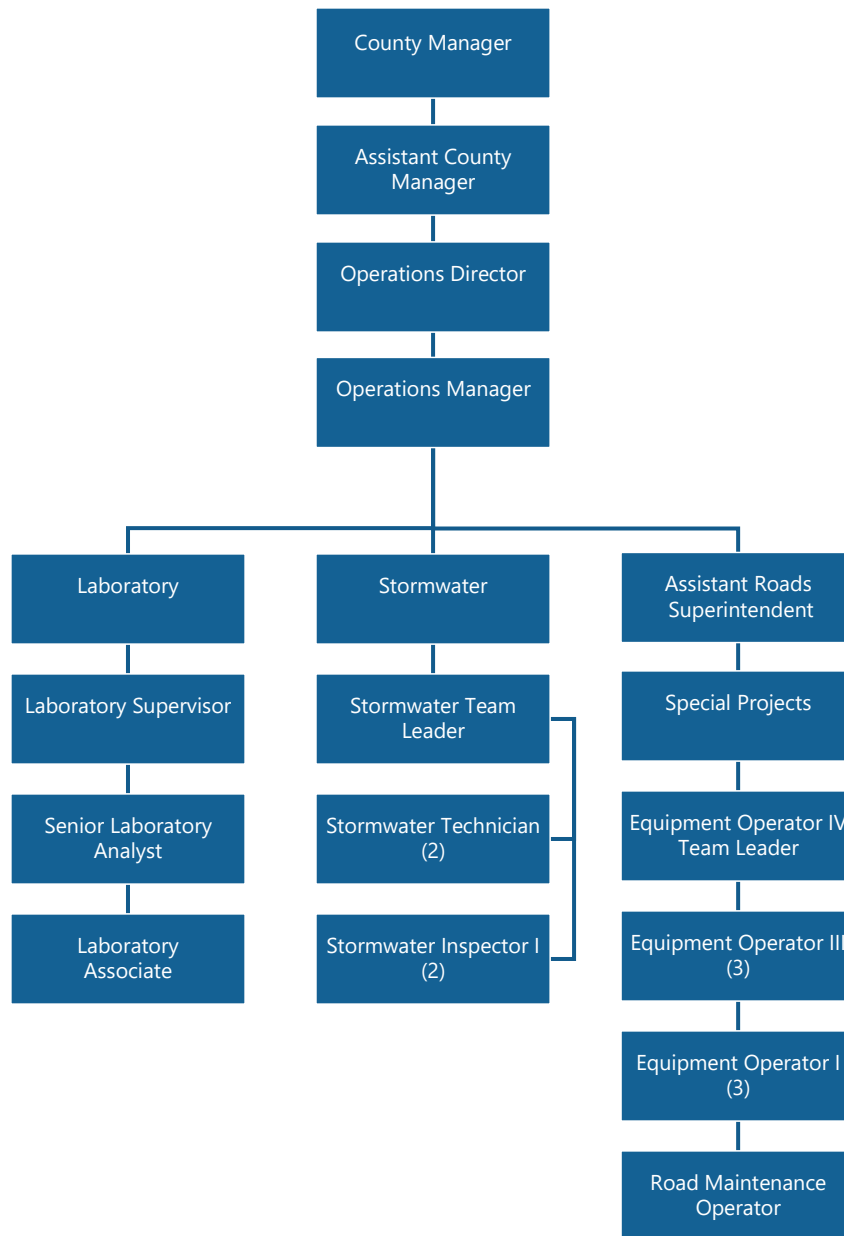 County Manager
Assistant County
Manager
Operations Director
Operations Manager
Laboratory
Laboratory Supervisor
Senior Laboratory
Analyst
Laboratory
Associate
Stormwater
Stormwater Team
Leader
Stormwater Technician
(2)
Stormwater Inspector I
(2)
Assistant Roads
Superintendent
Special Projects
Equipment Operator IV
Team Leader
Equipment Operator III
(3)
Equipment Operator I
(3)
Road Maintenance
Operator